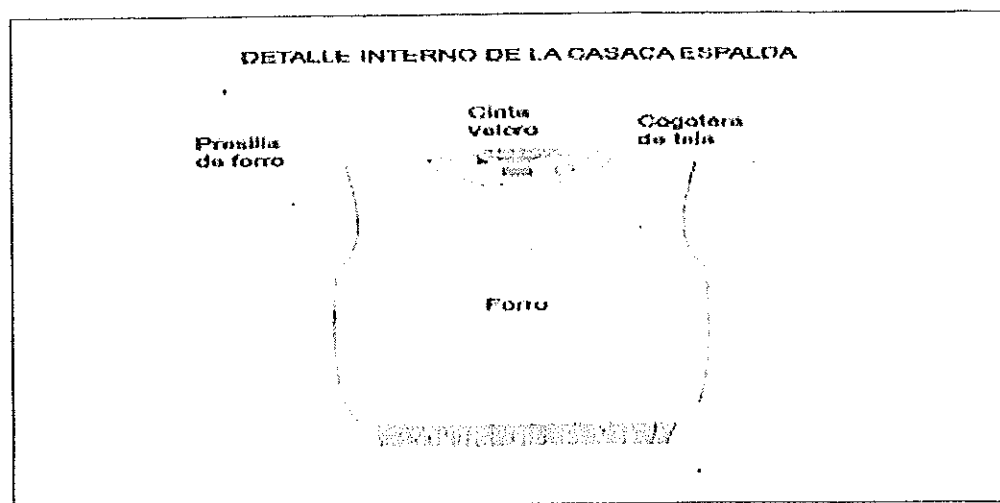 DETALLE INTERNO DE LA CASACA ESPALDA
Presilla
de forro
Cinta
Velcro
Cogotera
de tela
Forro